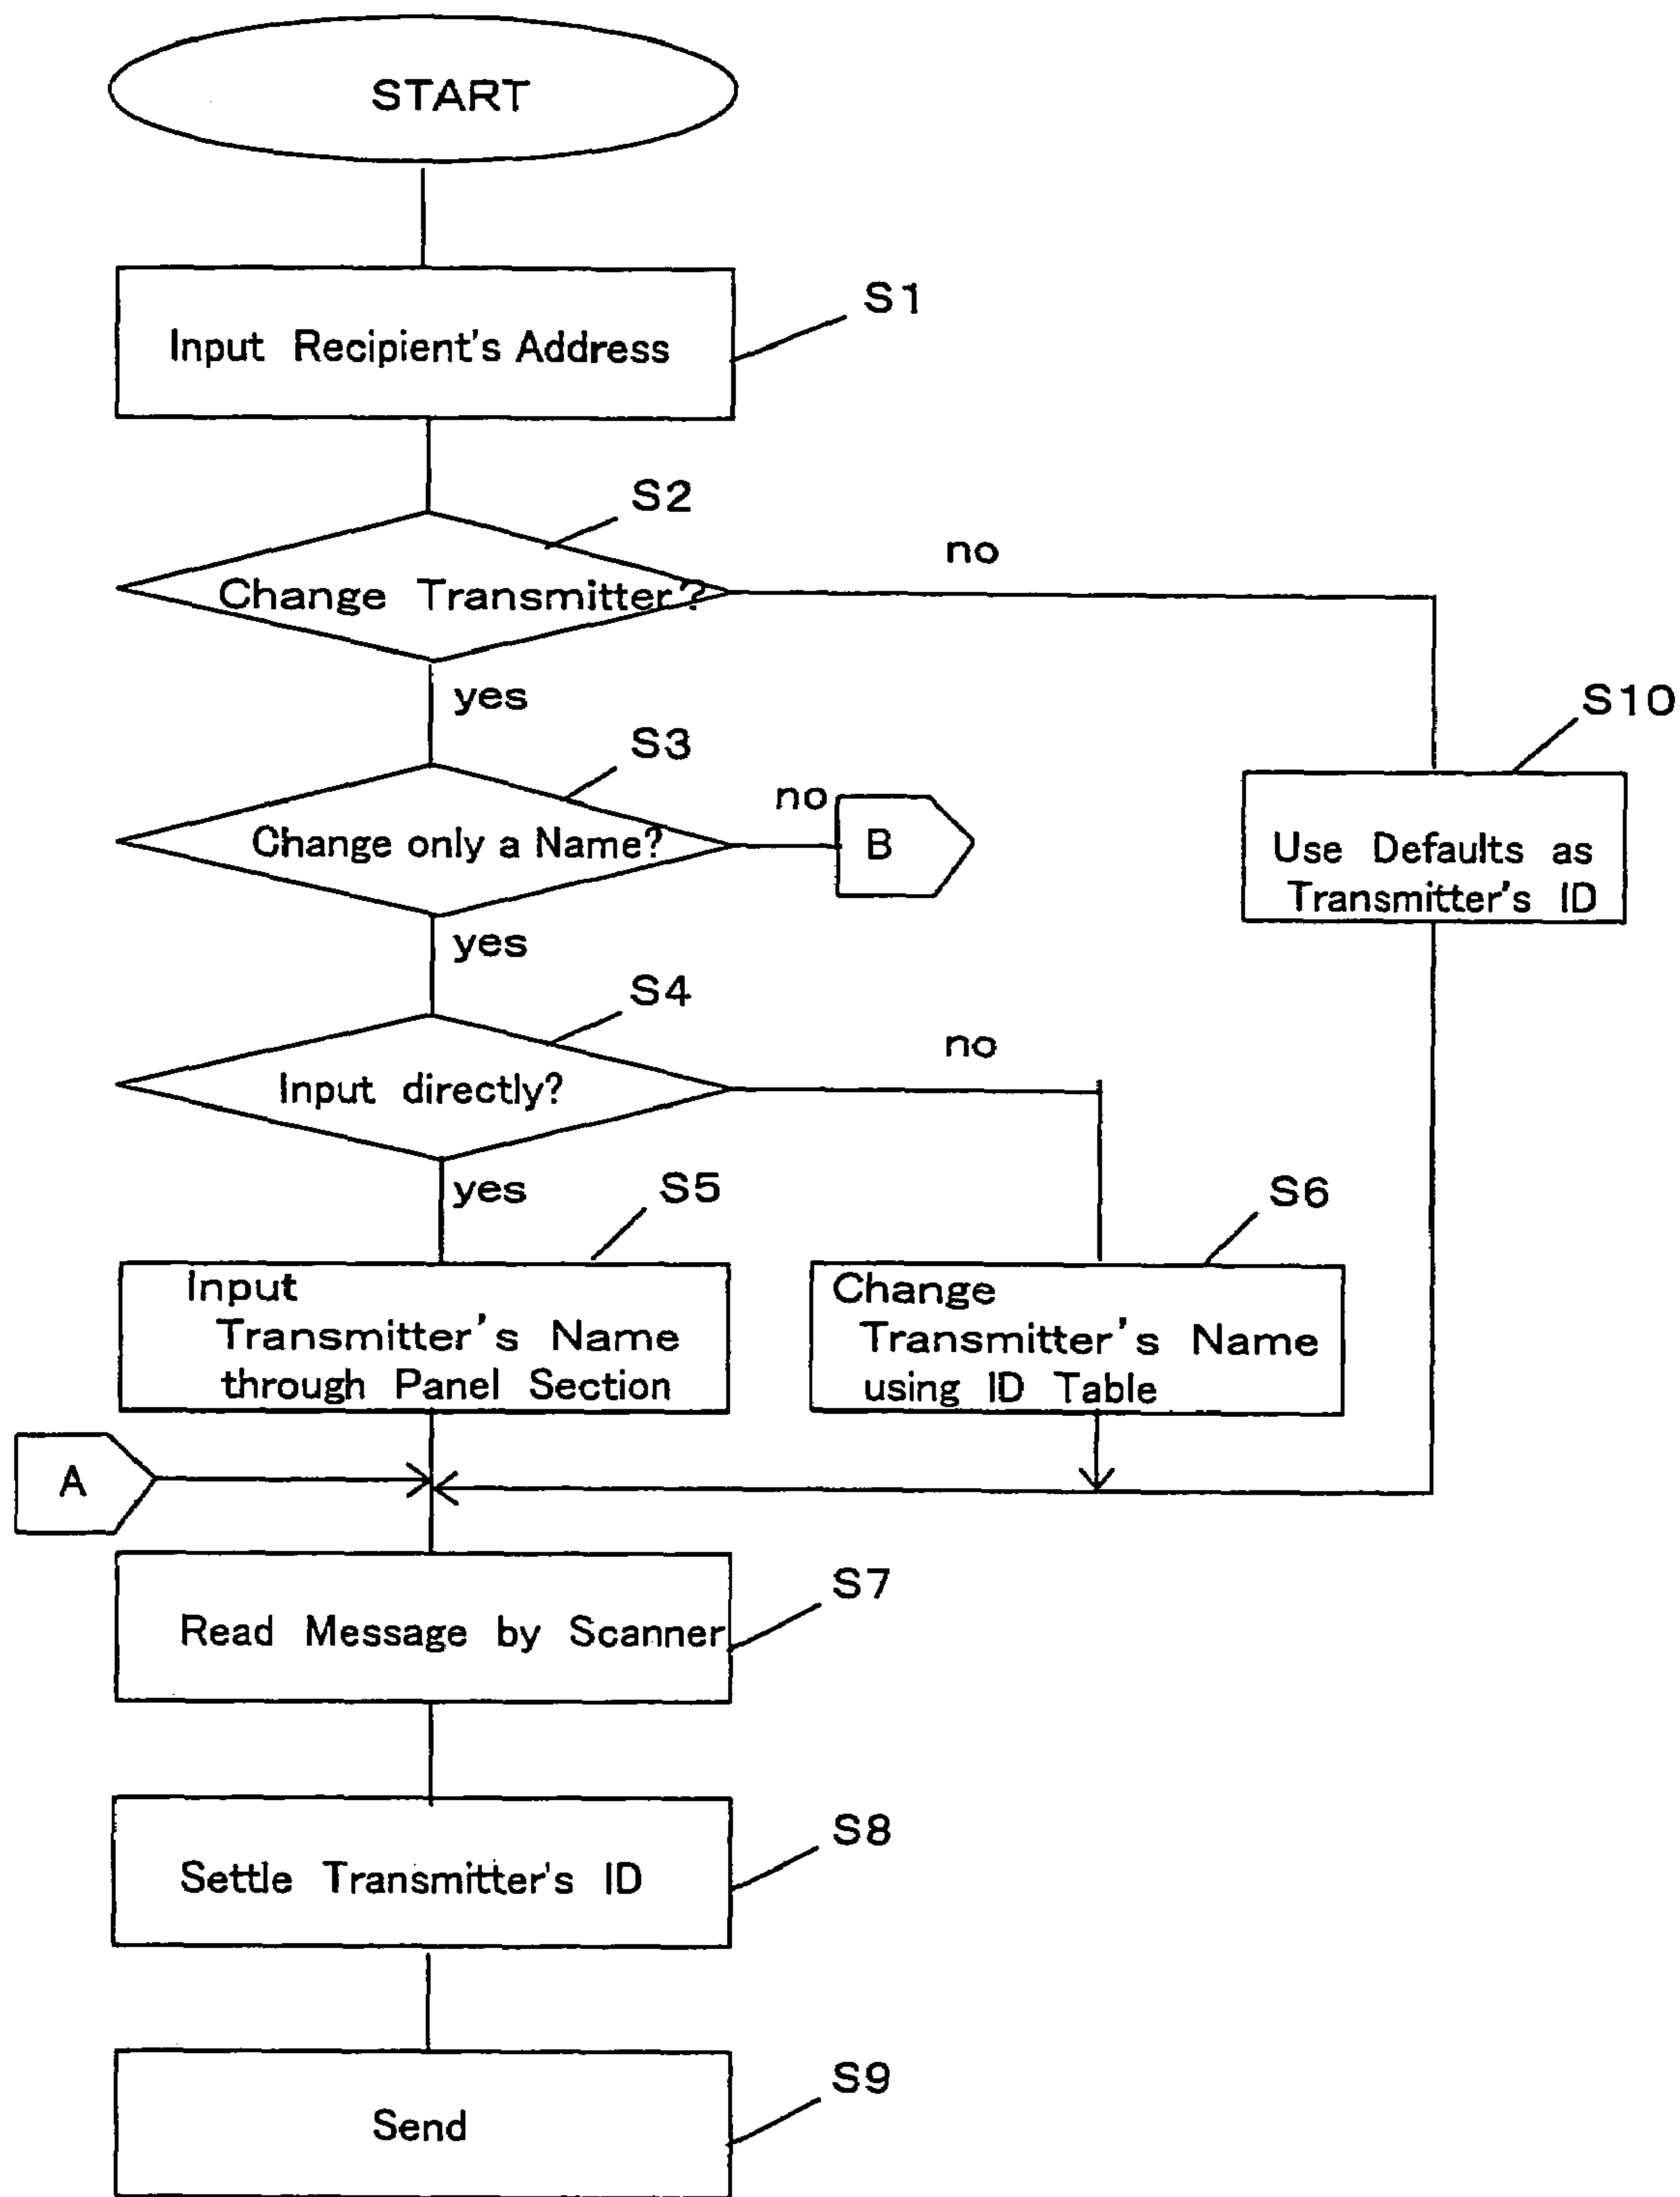 START
S1
Input Recipient's Address
S2
no
Change Transmitter?
yes
S10
S3
no
Change only a Name?
B
Use Defaults as
Transmitter's ID
yes
S4
no
Input directly?
yes
S5
S6
Input
Transmitter's Name
through Panel Section
Change
Transmitter's Name
using ID Table
A
S7
Read Message by Scanner
S8
Settle Transmitter's ID
S9
Send